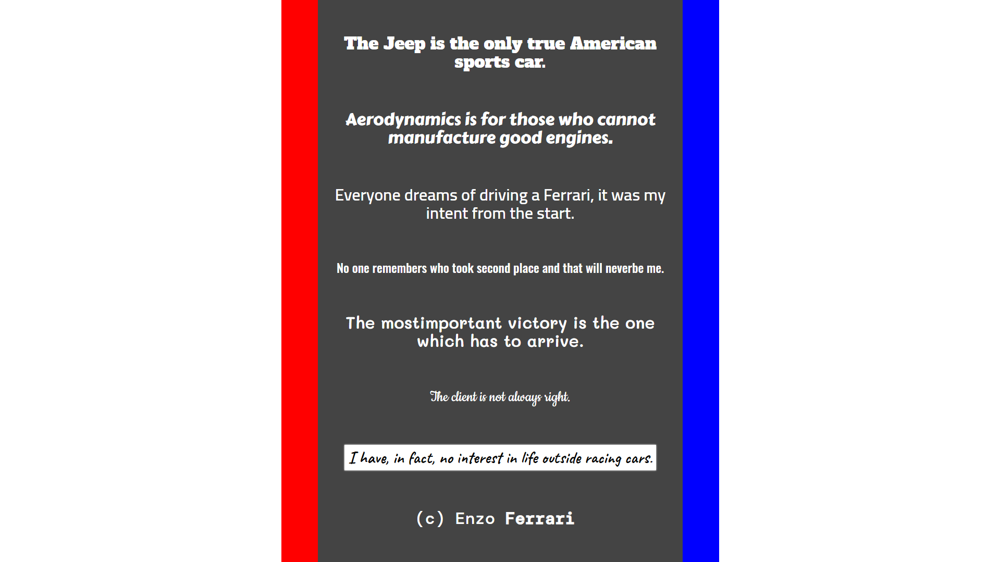 The Jeep is the only true American
sports car.
Aerodynamics is for those who cannot
manufacture good engines.
Everyone dreams of driving a Ferrari, it was my
intent from the start.
No one remembers who took second place and that will neverbe me.
The mostimportant victory is the one
which has to arrive.
The client is not always right.
I have, in fact, no interest in life outside racing cars.
(c) Enzo Ferrari